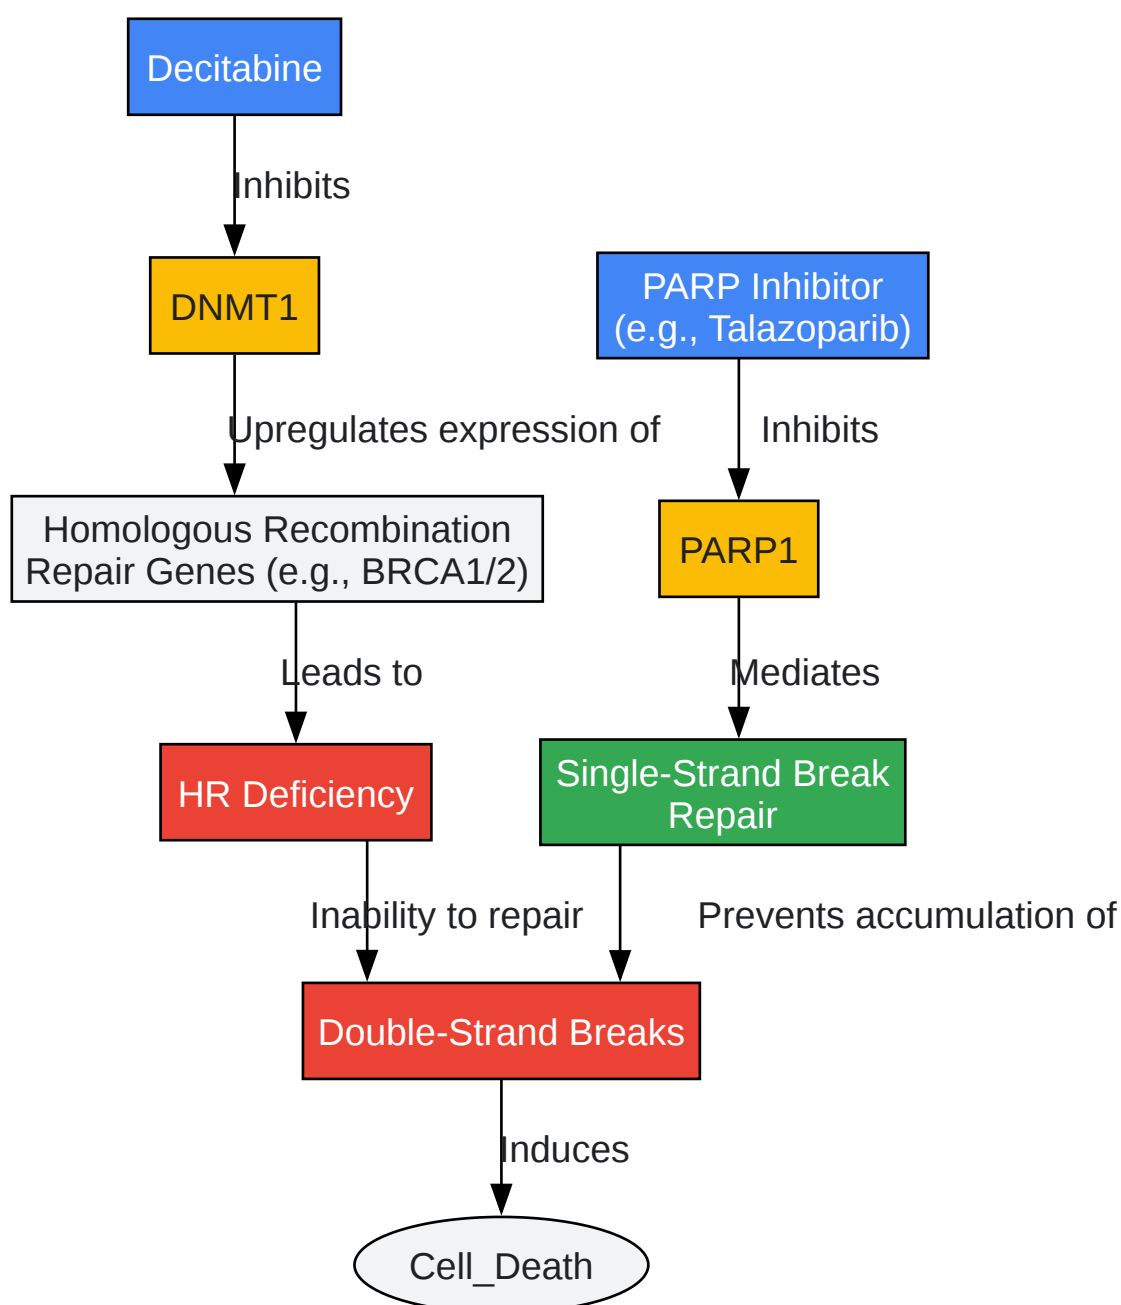 Decitabine
Inhibits
DNMT1
PARP Inhibitor
(e.g., Talazoparib)
Upregulates expression of
Inhibits
Homologous Recombination
Repair Genes (e.g., BRCA1/2)
PARP1
Leads to
Mediates
HR Deficiency
Single-Strand Break
Repair
Inability to repair
Prevents accumulation of
Double-Strand Breaks
Induces
Cell_Death